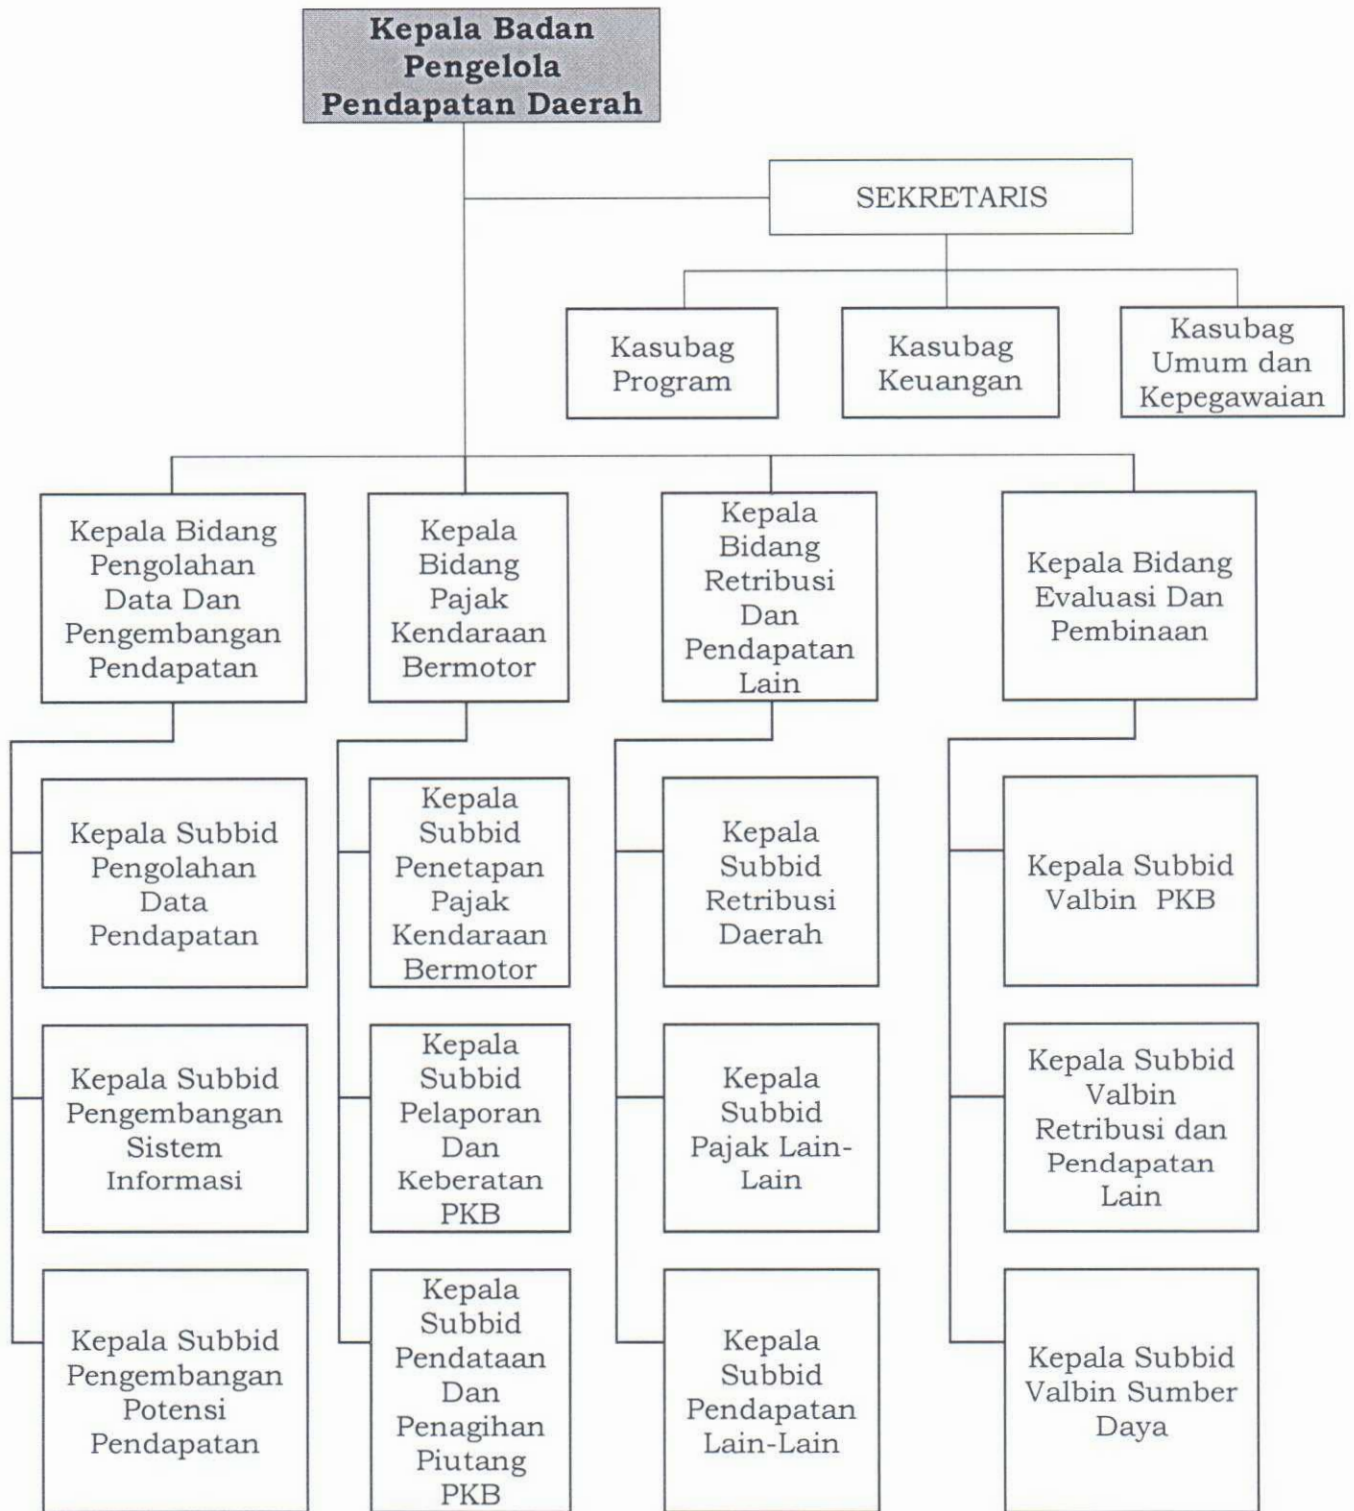 Kepala Badan
Pengelola
Pendapatan Daerah
SEKRETARIS
Kasubag
Program
Kasubag
Keuangan
Kasubag
Umum dan
Kepegawaian
Kepala Bidang
Pengolahan
Data Dan
Pengembangan
Pendapatan
Kepala
Bidang
Pajak
Kendaraan
Bermotor
Kepala
Bidang
Retribusi
Dan
Pendapatan
Lain
Kepala Bidang
Evaluasi Dan
Pembinaan
Kepala Subbid
Pengolahan
Data
Pendapatan
Kepala
Subbid
Penetapan
Pajak
Kendaraan
Bermotor
Kepala
Subbid
Retribusi
Daerah
Kepala Subbid
Valbin PKB
Kepala Subbid
Pengembangan
Sistem
Informasi
Kepala
Subbid
Pelaporan
Dan
Keberatan
PKB
Kepala
Subbid
Pajak Lain-
Lain
Kepala Subbid
Valbin
Retribusi dan
Pendapatan
Lain
Kepala Subbid
Pengembangan
Potensi
Pendapatan
Kepala
Subbid
Pendataan
Dan
Penagihan
Piutang
PKB
Kepala
Subbid
Pendapatan
Lain-Lain
Kepala Subbid
Valbin Sumber
Daya